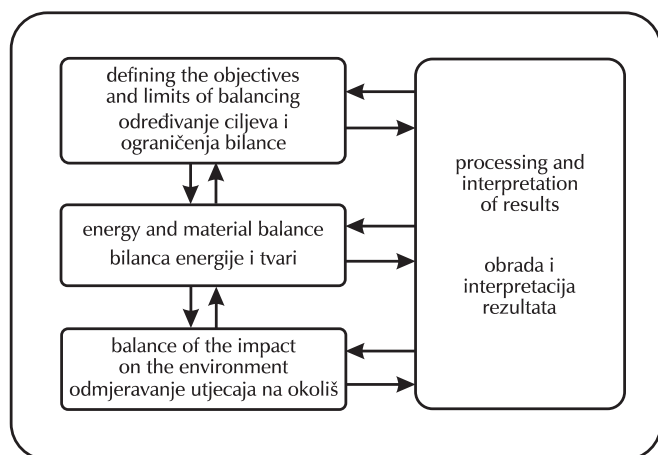 defining the objectives
and limits of balancing
određivanje ciljeva i
ograničenja bilance
energy and material balance
bilanca energije i tvari
balance of the impact
on the environment
odmjeravanje utjecaja na okoliš
processing and
interpretation
of results
obrada i
interpretacija
rezultata